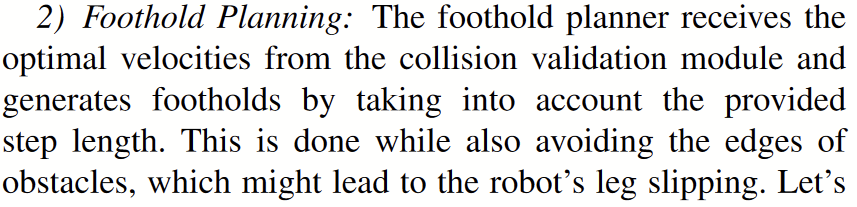 2) Foothold Planning: The foothold planner receives the
optimal velocities from the collision validation module and
generates footholds by taking into account the provided
step length. This is done while also avoiding the edges of
obstacles, which might lead to the robot's leg slipping. Let's